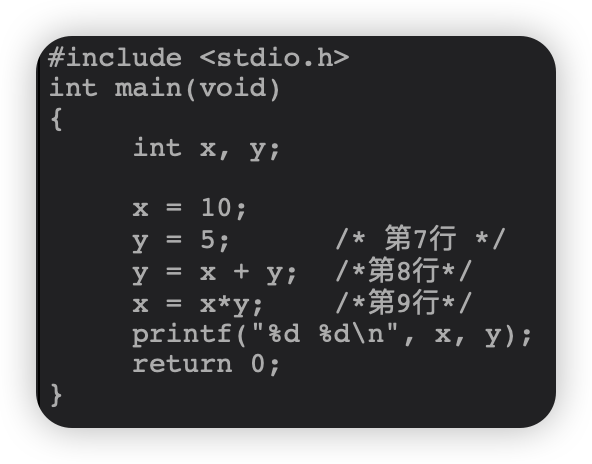 #include <stdio.h>
int main(void)
{
int x, y;
x = 10;
y = 5; /* 第7行 */
y = x + y; /*第8行*/
x = x*y; /*第9行*/
printf("%d %d\n", x, y);
return 0;
}